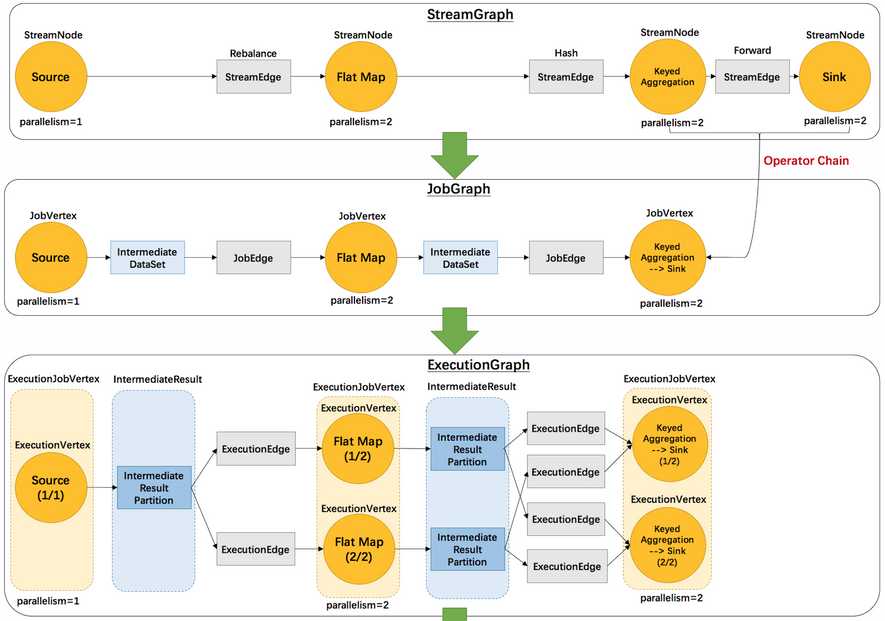 StreamGraph
StreamNode
Source
parallelism=1
Rebalance
StreamEdge
StreamNode
Flat Map
parallelism=2
Hash
StreamEdge
StreamNode
Keyed
Aggregation
parallelism=2
Forward
StreamEdge
StreamNode
Sink
parallelism=2
Operator Chain
JobGraph
JobVertex
Source
parallelism=1
Intermediate
DataSet
JobEdge
JobVertex
Flat Map
parallelism=2
Intermediate
DataSet
JobEdge
JobVertex
Keyed
Aggregation
--> Sink
parallelism=2
ExecutionGraph
ExecutionJobVertex
ExecutionVertex
Source
(1/1)
parallelism=1
IntermediateResult
Intermediate
Result
Partition
ExecutionEdge
ExecutionEdge
ExecutionJobVertex
ExecutionVertex
Flat Map
(1/2)
ExecutionVertex
Flat Map
(2/2)
parallelism=2
IntermediateResult
Intermediate
Result
Partition
Intermediate
Result
Partition
ExecutionEdge
ExecutionEdge
ExecutionEdge
ExecutionEdge
ExecutionJobVertex
ExecutionVertex
Keyed
Aggregation
--> Sink
(1/2)
ExecutionVertex
Keyed
Aggregation
--> Sink
(2/2)
parallelism=2